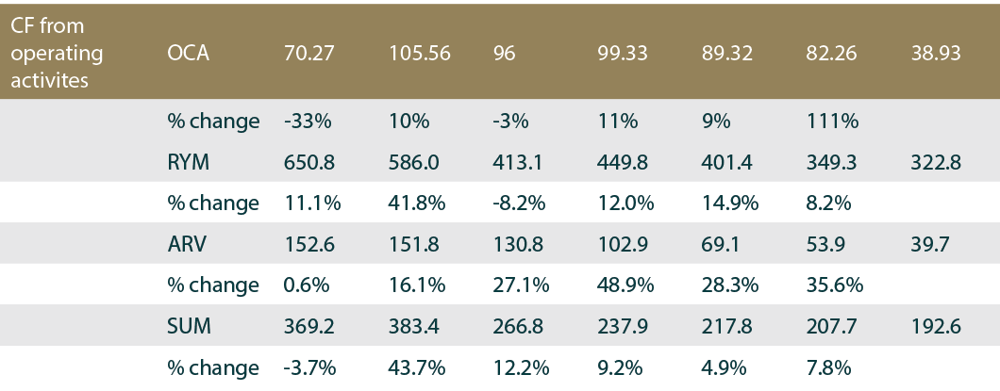 CF from
operating
activites
OCA 70.27 105.56 96 99.33 89.32 82.26 38.93
% change -33% 10% -3% 11% 9% 111%
RYM 650.8 586.0 413.1 449.8 401.4 349.3 322.8
% change 11.1% 41.8% -8.2% 12.0% 14.9% 8.2%
ARV 152.6 151.8 130.8 102.9 69.1 53.9 39.7
% change 0.6% 16.1% 27.1% 48.9% 28.3% 35.6%
SUM 369.2 383.4 266.8 237.9 217.8 207.7 192.6
% change -3.7% 43.7% 12.2% 9.2% 4.9% 7.8%